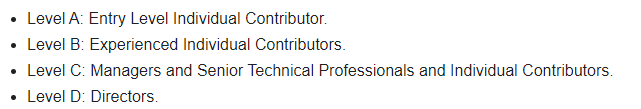 Level A: Entry Level Individual Contributor.
Level B: Experienced Individual Contributors.
Level C: Managers and Senior Technical Professionals and Individual Contributors.
Level D: Directors.